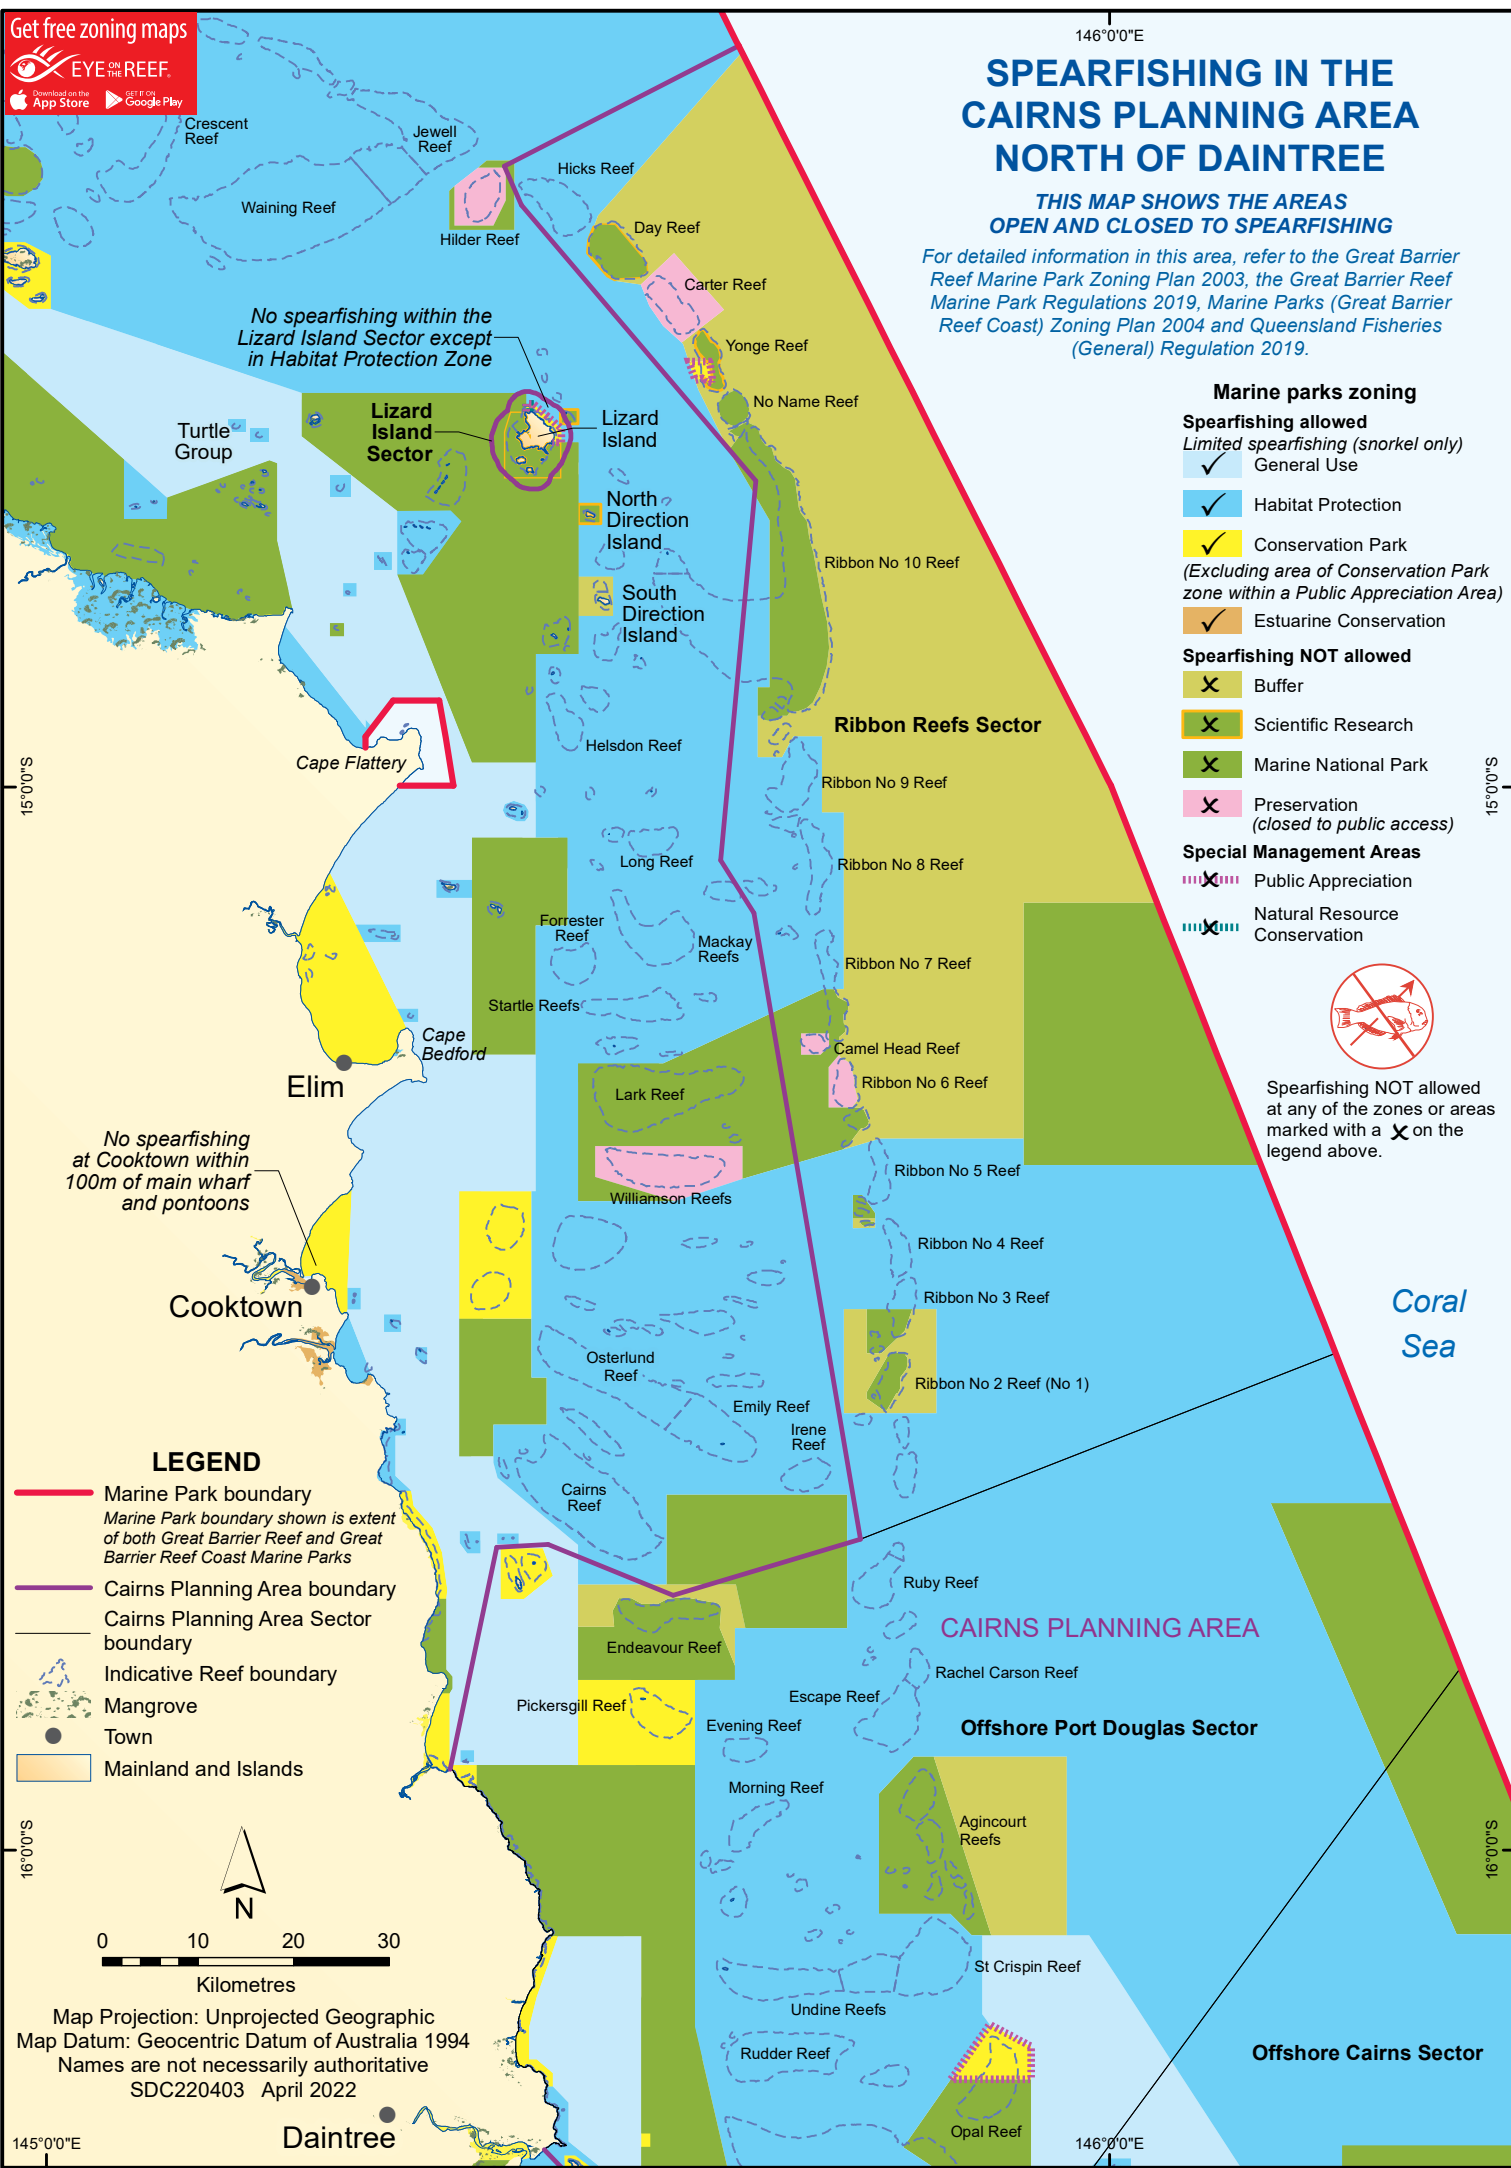 Get free zoning maps
EYE ON THE REEF®
Download on the
App Store
GET IT ON
Google Play
146°0'0"E
SPEARFISHING IN THE
CAIRNS PLANNING AREA
NORTH OF DAINTREE
THIS MAP SHOWS THE AREAS
OPEN AND CLOSED TO SPEARFISHING
For detailed information in this area, refer to the Great Barrier
Reef Marine Park Zoning Plan 2003, the Great Barrier Reef
Marine Park Regulations 2019, Marine Parks (Great Barrier
Reef Coast) Zoning Plan 2004 and Queensland Fisheries
(General) Regulation 2019.
Marine parks zoning
Spearfishing allowed
Limited spearfishing (snorkel only)
General Use
Habitat Protection
Conservation Park
(Excluding area of Conservation Park
zone within a Public Appreciation Area)
Estuarine Conservation
Spearfishing NOT allowed
Buffer
Scientific Research
Marine National Park
Preservation
(closed to public access)
Special Management Areas
Public Appreciation
Natural Resource
Conservation
Spearfishing NOT allowed
at any of the zones or areas
marked with a x on the
legend above.
Crescent
Reef
Jewell
Reef
Waining Reef
Hilder Reef
Hicks Reef
Day Reef
Carter Reef
Yonge Reef
No Name Reef
No spearfishing within the
Lizard Island Sector except
in Habitat Protection Zone
Turtle
Group
Lizard
Island
Sector
Lizard
Island
North
Direction
Island
South
Direction
Island
Ribbon No 10 Reef
Ribbon Reefs Sector
Helsdon Reef
Cape Flattery
15°0'0"S
15°0'0"S
Ribbon No 9 Reef
Long Reef
Ribbon No 8 Reef
Forrester
Reef
Mackay
Reefs
Ribbon No 7 Reef
Startle Reefs
Cape
Bedford
Elim
Camel Head Reef
Ribbon No 6 Reef
Lark Reef
No spearfishing
at Cooktown within
100m of main wharf
and pontoons
Williamson Reefs
Ribbon No 5 Reef
Ribbon No 4 Reef
Ribbon No 3 Reef
Cooktown
Coral
Sea
Osterlund
Reef
Ribbon No 2 Reef (No 1)
Emily Reef
Irene
Reef
Cairns
Reef
Ruby Reef
CAIRNS PLANNING AREA
Endeavour Reef
Rachel Carson Reef
Escape Reef
Pickersgill Reef
Evening Reef
Offshore Port Douglas Sector
Morning Reef
Agincourt
Reefs
St Crispin Reef
Undine Reefs
Rudder Reef
Offshore Cairns Sector
Opal Reef
LEGEND
Marine Park boundary
Marine Park boundary shown is extent
of both Great Barrier Reef and Great
Barrier Reef Coast Marine Parks
Cairns Planning Area boundary
Cairns Planning Area Sector
boundary
Indicative Reef boundary
Mangrove
Town
Mainland and Islands
16°0'0"S
16°0'0"S
N
0 10 20 30
Kilometres
Map Projection: Unprojected Geographic
Map Datum: Geocentric Datum of Australia 1994
Names are not necessarily authoritative
SDC220403 April 2022
Daintree
145°0'0"E
146°0'0"E